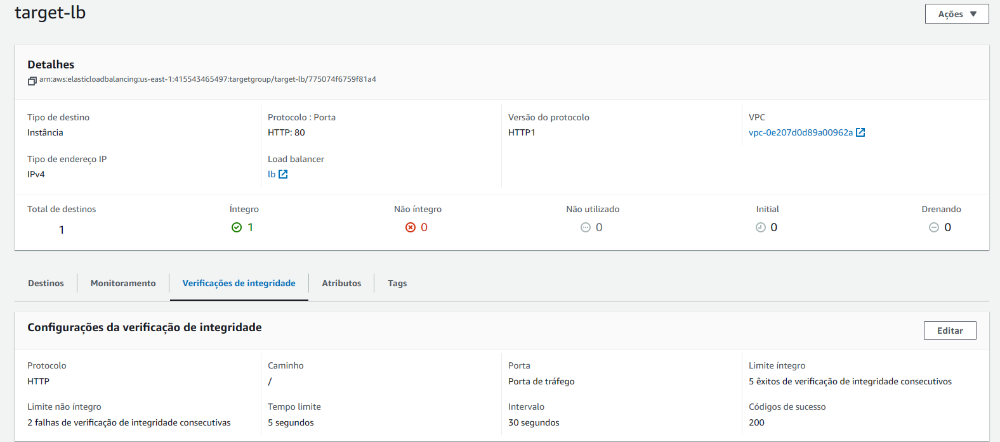 target-lb
Ações
Detalhes
arn:aws:elasticloadbalancing:us-east-1:415543465497:targetgroup/target-lb/775074f6759f81a4
Tipo de destino
Instância
Protocolo : Porta
HTTP: 80
Versão do protocolo
HTTP1
VPC
vpc-0e207d0d89a00962a
Tipo de endereço IP
IPv4
Load balancer
lb
Total de destinos
1
Íntegro
1
Não íntegro
0
Não utilizado
0
Initial
0
Drenando
0
Destinos
Monitoramento
Verificações de integridade
Atributos
Tags
Configurações da verificação de integridade
Editar
Protocolo
HTTP
Caminho
/
Porta
Porta de tráfego
Limite íntegro
5 êxitos de verificação de integridade consecutivos
Limite não íntegro
2 falhas de verificação de integridade consecutivas
Tempo limite
5 segundos
Intervalo
30 segundos
Códigos de sucesso
200